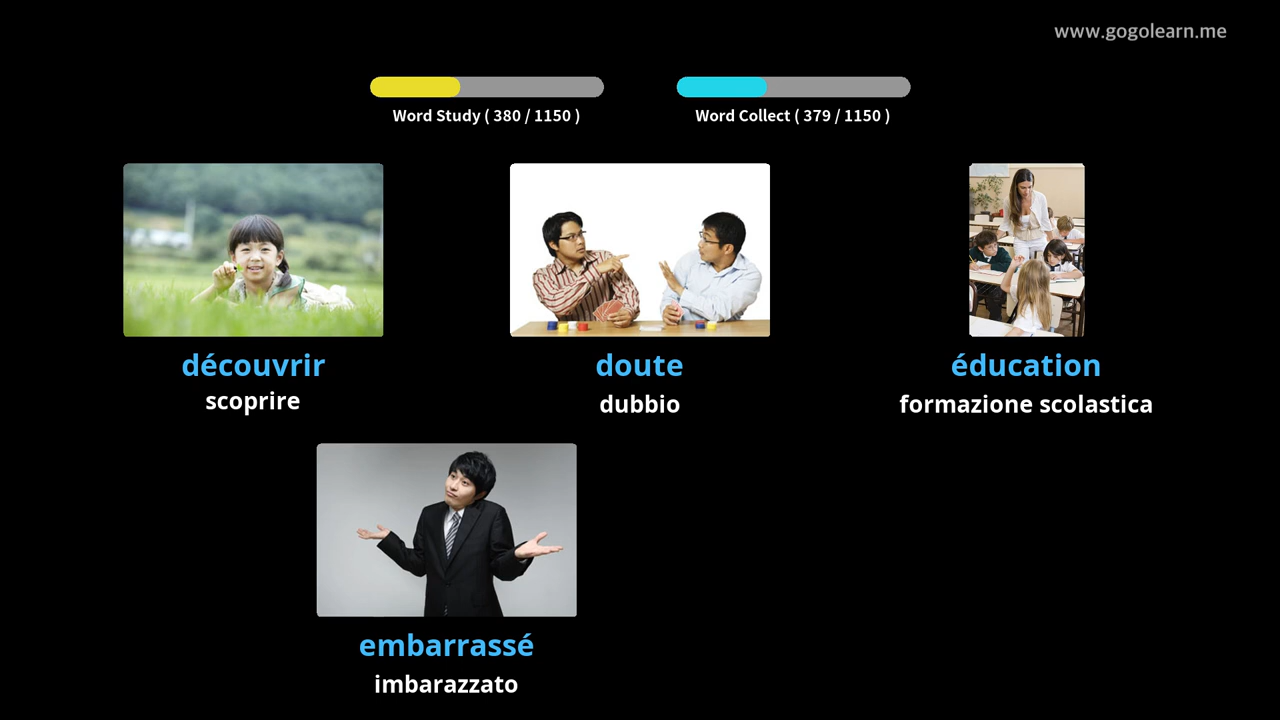 www.gogolearn.me
Word Study ( 380 / 1150 )
Word Collect ( 379 / 1150 )
découvrir
scoprire
doute
dubbio
éducation
formazione scolastica
embarrassé
imbarazzato